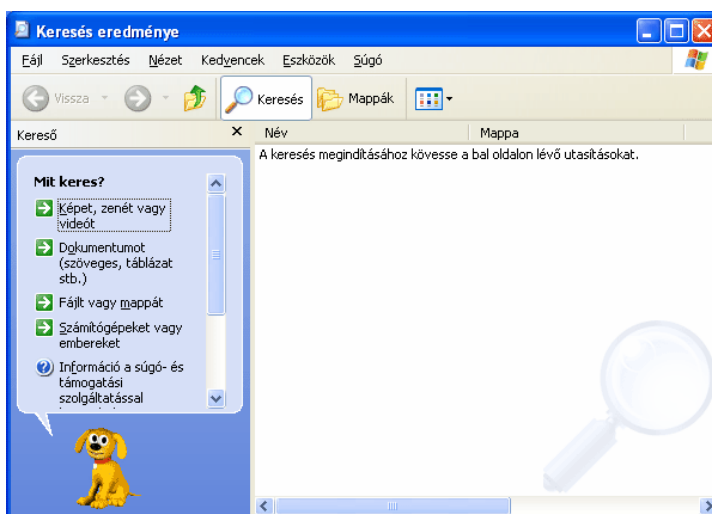 Keresés eredménye
Fájl Szerkesztés Nézet Kedvencek Eszközök Súgó
Vissza Keresés Mappák
Kereső
Név Mappa
A keresés megindításához kövesse a bal oldalon lévő utasításokat.
Mit keres?
Képet, zenét vagy
videót
Dokumentumot
(szöveges, táblázat
stb.)
Fájlt vagy mappát
Számítógépeket vagy
embereket
Információ a súgó- és
támogatási
szolgáltatással